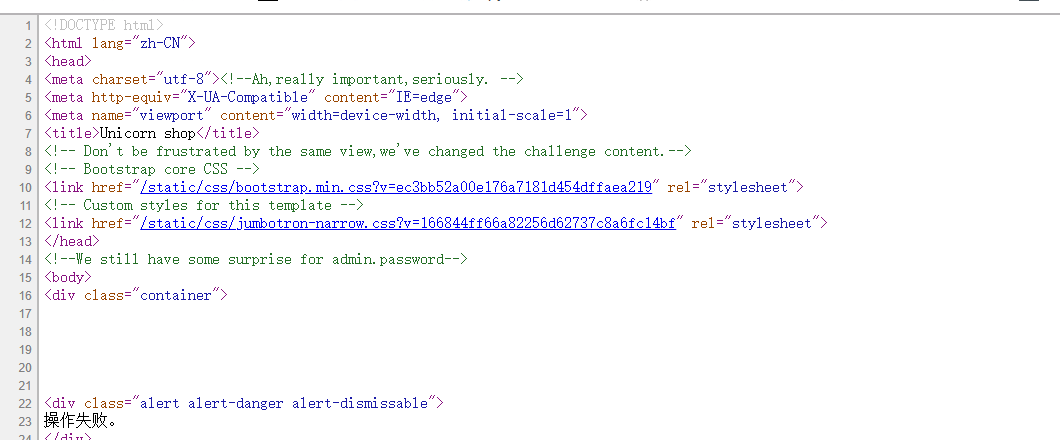 1 <!DOCTYPE html>
2 <html lang="zh-CN">
3 <head>
4 <meta charset="utf-8"><!--Ah,really important,seriously. -->
5 <meta http-equiv="X-UA-Compatible" content="IE=edge">
6 <meta name="viewport" content="width=device-width, initial-scale=1">
7 <title>Unicorn shop</title>
8 <!-- Don't be frustrated by the same view,we've changed the challenge content.-->
9 <!-- Bootstrap core CSS -->
10 <link href="/static/css/bootstrap.min.css?v=ec3bb52a00e176a7181d454dffaea219" rel="stylesheet">
11 <!-- Custom styles for this template -->
12 <link href="/static/css/jumbotron-narrow.css?v=166844ff66a82256d62737c8a6fc14bf" rel="stylesheet">
13 </head>
14 <!--We still have some surprise for admin.password-->
15 <body>
16 <div class="container">
17
18
19
20
21
22 <div class="alert alert-danger alert-dismissable">
23 操作失败。
24 </div>